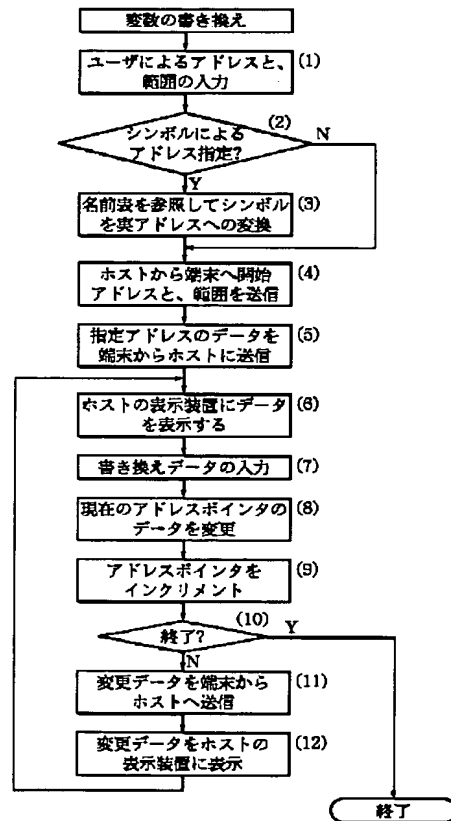 変数の書き換え
ユーザによるアドレスと、
範囲の入力
(1)
シンボルによる
アドレス指定?
(2)
N
Y
名前表を参照してシンボル
を実アドレスへの変換
(3)
ホストから端末へ開始
アドレスと、範囲を送信
(4)
指定アドレスのデータを
端末からホストに送信
(5)
ホストの表示装置にデータ
を表示する
(6)
書き換えデータの入力
(7)
現在のアドレスポインタの
データを変更
(8)
アドレスポインタを
インクリメント
(9)
終了?
(10)
Y
N
変更データを端末から
ホストへ送信
(11)
変更データをホストの
表示装置に表示
(12)
終了